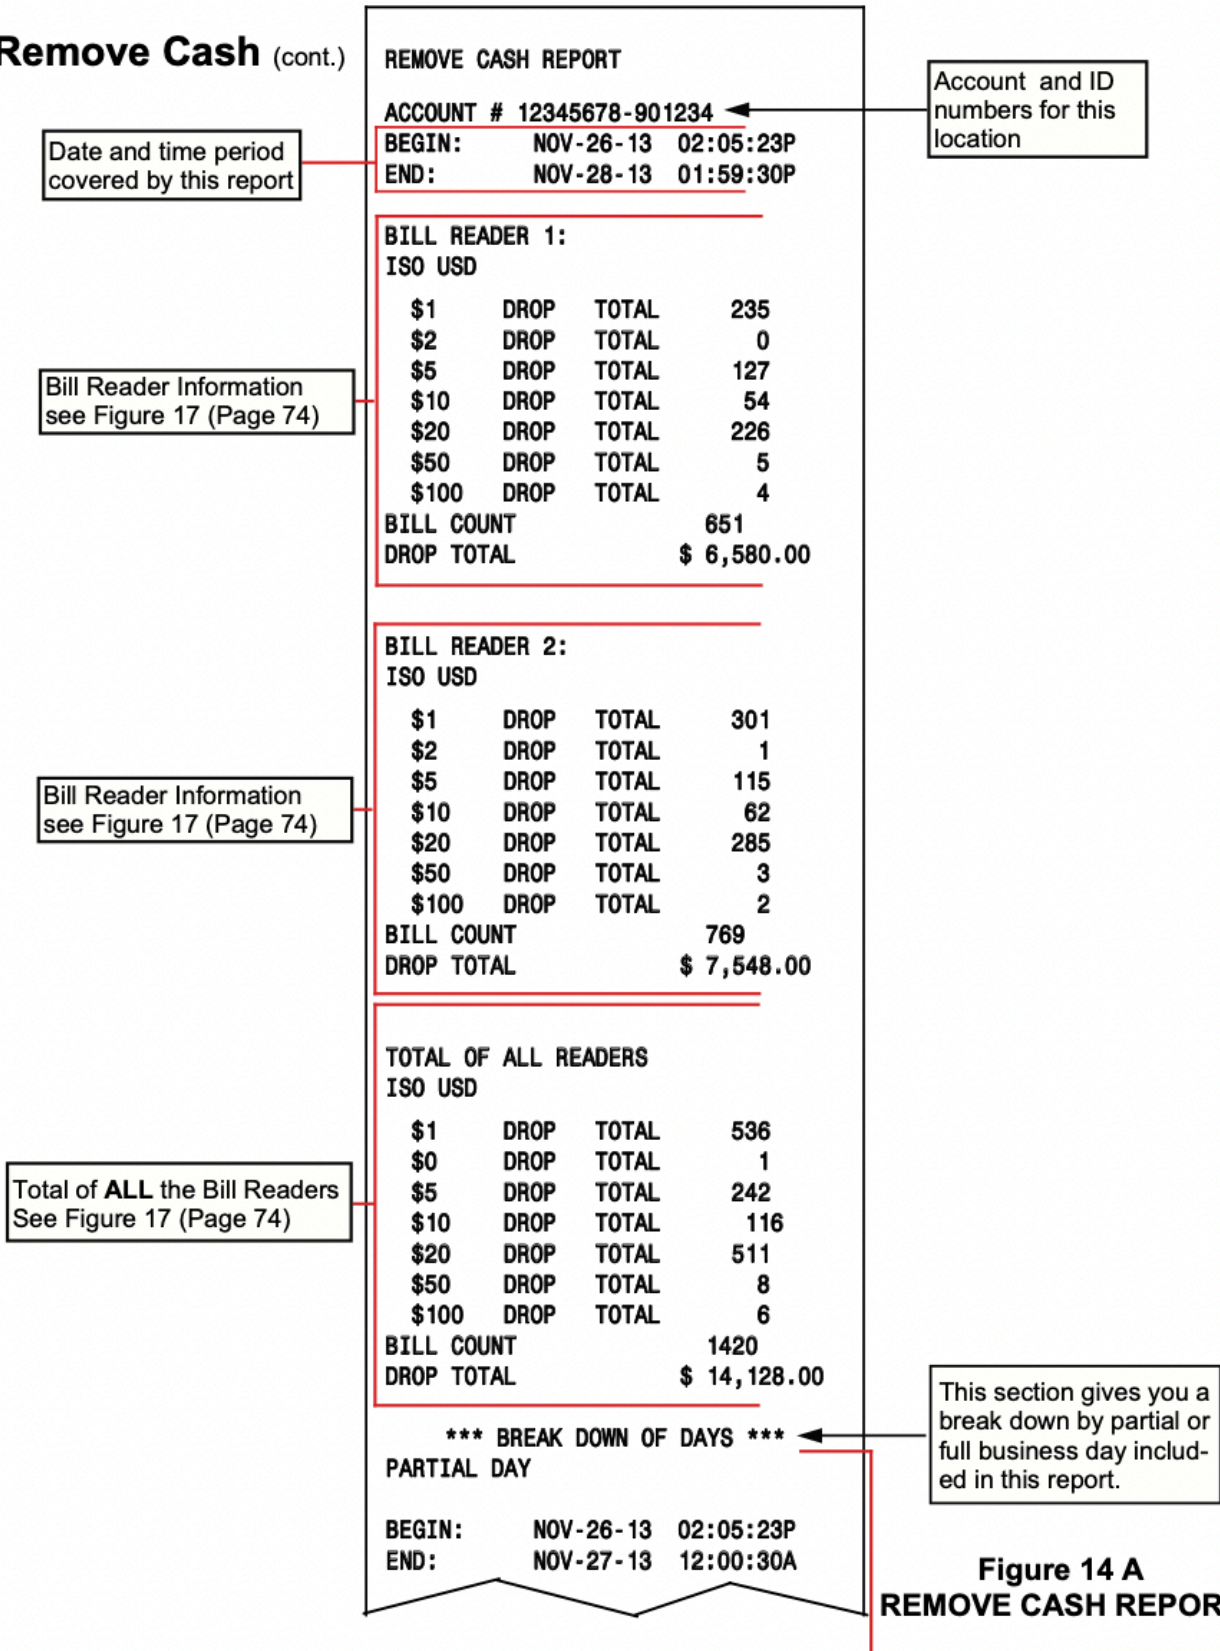 Remove Cash (cont.)
REMOVE CASH REPORT
ACCOUNT # 12345678-901234
Account and ID
numbers for this
location
Date and time period
covered by this report
BEGIN: NOV-26-13 02:05:23P
END: NOV-28-13 01:59:30P
BILL READER 1:
ISO USD
$1 DROP TOTAL 235
$2 DROP TOTAL 0
$5 DROP TOTAL 127
$10 DROP TOTAL 54
$20 DROP TOTAL 226
$50 DROP TOTAL 5
$100 DROP TOTAL 4
BILL COUNT 651
DROP TOTAL $ 6,580.00
Bill Reader Information
see Figure 17 (Page 74)
BILL READER 2:
ISO USD
$1 DROP TOTAL 301
$2 DROP TOTAL 1
$5 DROP TOTAL 115
$10 DROP TOTAL 62
$20 DROP TOTAL 285
$50 DROP TOTAL 3
$100 DROP TOTAL 2
BILL COUNT 769
DROP TOTAL $ 7,548.00
Bill Reader Information
see Figure 17 (Page 74)
TOTAL OF ALL READERS
ISO USD
$1 DROP TOTAL 536
$0 DROP TOTAL 1
$5 DROP TOTAL 242
$10 DROP TOTAL 116
$20 DROP TOTAL 511
$50 DROP TOTAL 8
$100 DROP TOTAL 6
BILL COUNT 1420
DROP TOTAL $ 14,128.00
Total of ALL the Bill Readers
See Figure 17 (Page 74)
*** BREAK DOWN OF DAYS ***
PARTIAL DAY
BEGIN: NOV-26-13 02:05:23P
END: NOV-27-13 12:00:30A
This section gives you a
break down by partial or
full business day includ-
ed in this report.
Figure 14 A
REMOVE CASH REPOR